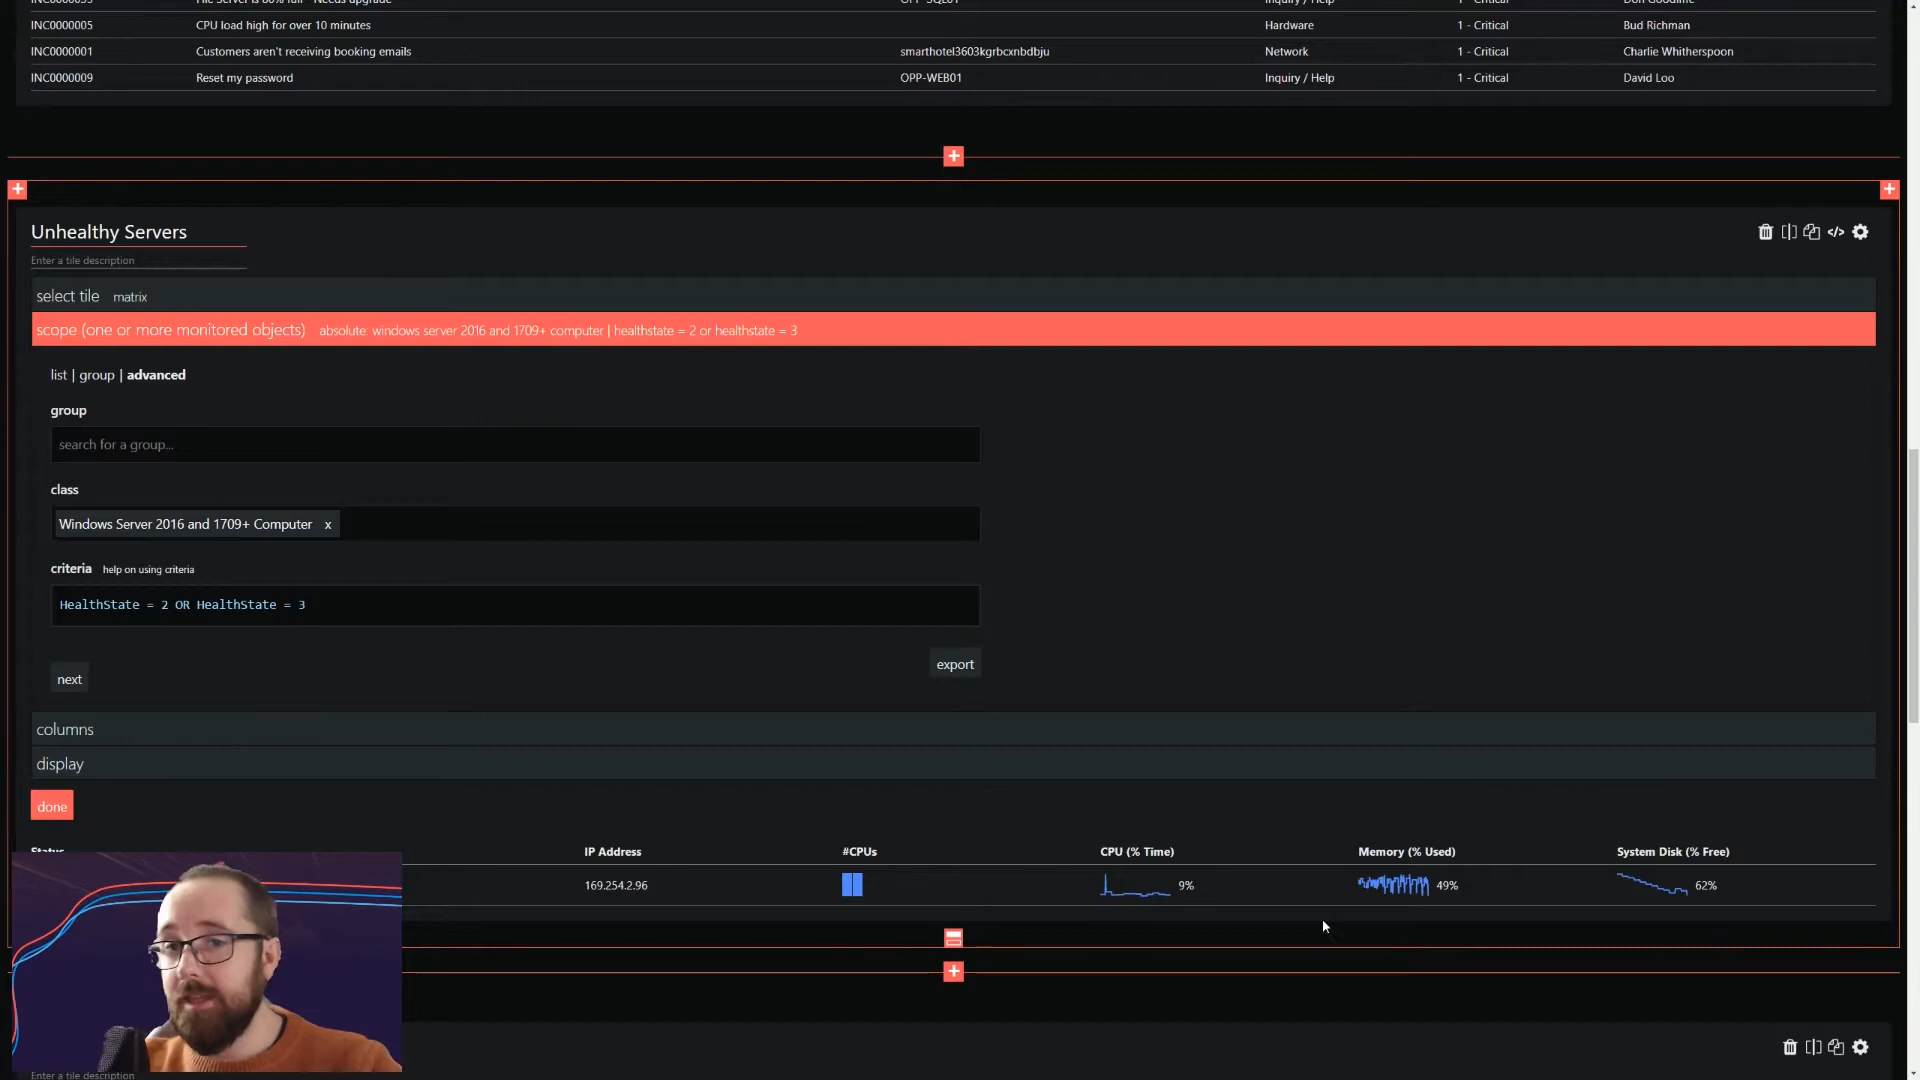 INC0000005 CPU load high for over 10 minutes Hardware 1 - Critical Bud Richman
INC0000001 Customers aren't receiving booking emails smarthotel3603kgrbcxnbdbju Network 1 - Critical Charlie Whitherspoon
INC0000009 Reset my password OPP-WEB01 Inquiry / Help 1 - Critical David Loo
Unhealthy Servers
Enter a tile description
select tile matrix
scope (one or more monitored objects) absolute: windows server 2016 and 1709+ computer | healthstate = 2 or healthstate = 3
list | group | advanced
group
search for a group...
class
Windows Server 2016 and 1709+ Computer x
criteria help on using criteria
HealthState = 2 OR HealthState = 3
export
next
columns
display
done
Status IP Address #CPUs CPU (% Time) Memory (% Used) System Disk (% Free)
169.254.2.96 9% 49% 62%
Enter a tile description